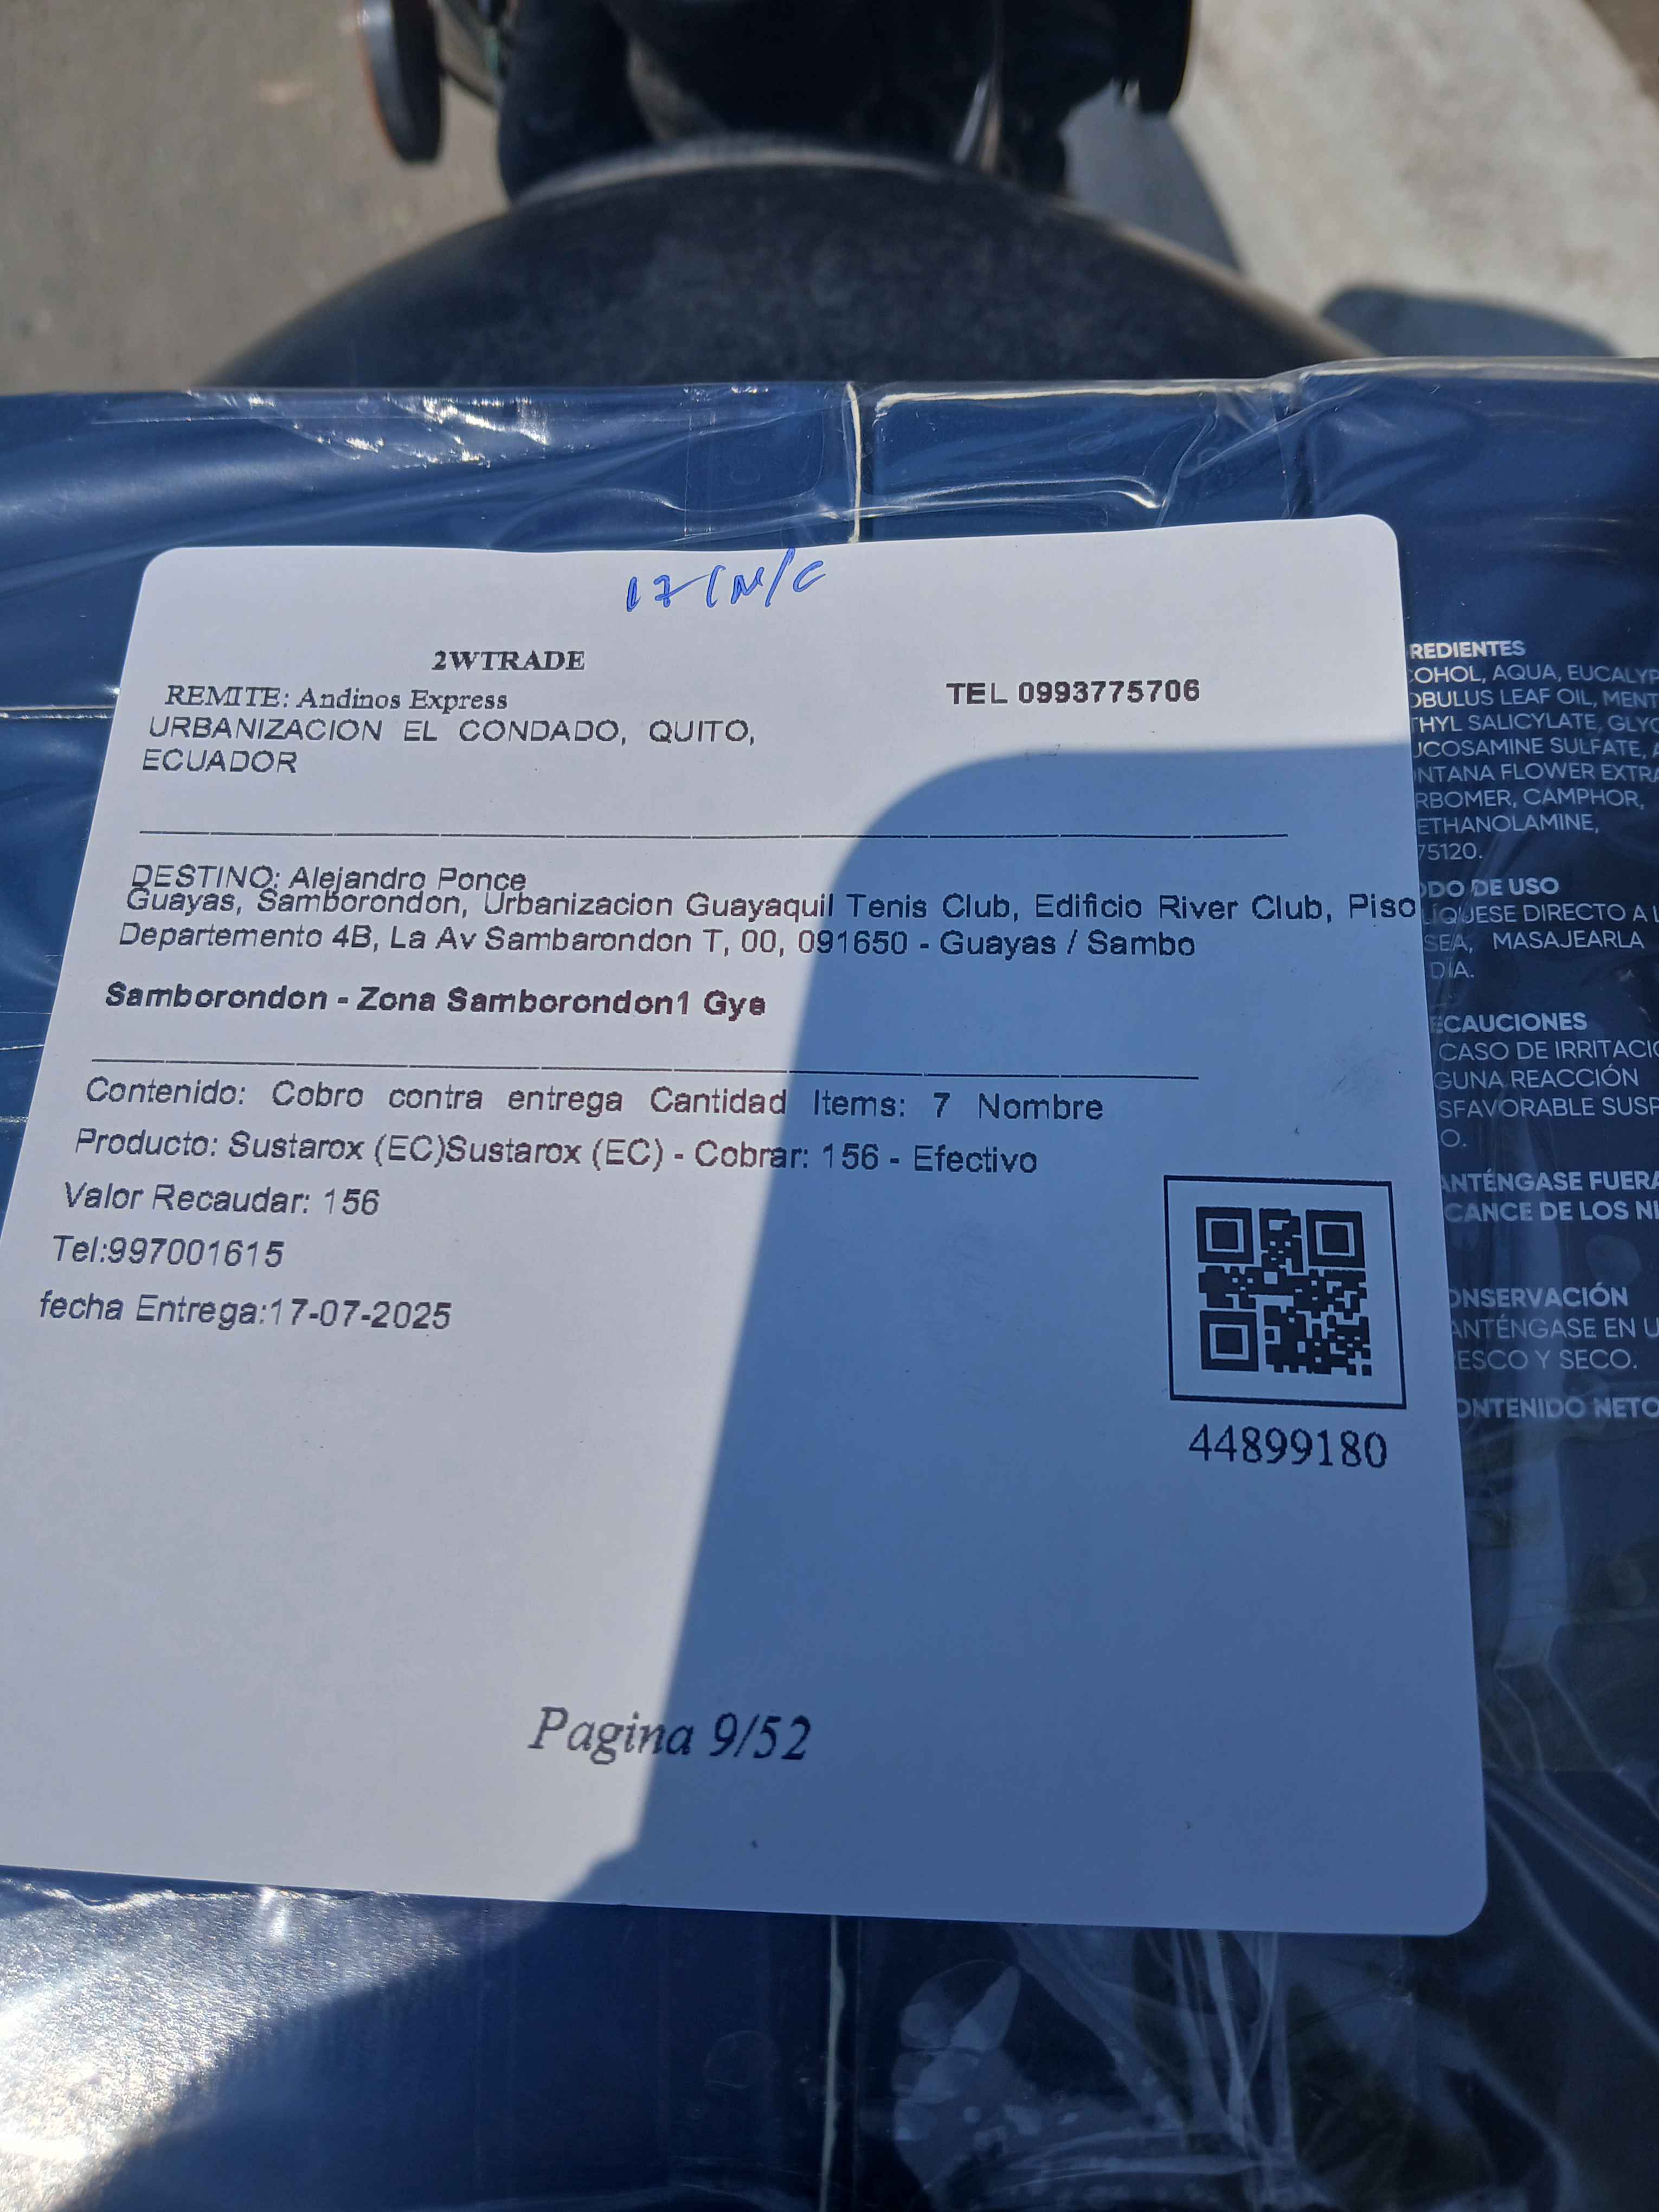 17 (N/C
2WTRADE
REMITE: Andinos Express
TEL 0993775706
URBANIZACION EL CONDADO, QUITO,
ECUADOR
DESTINO: Alejandro Ponce
Guayas, Samborondon, Urbanizacion Guayaquil Tenis Club, Edificio River Club, Piso
Departemento 4B, La Av Sambarondon T, 00, 091650 - Guayas / Sambo
Samborondon - Zona Samborondon1 Gye
Contenido: Cobro contra entrega Cantidad Items: 7 Nombre
Producto: Sustarox (EC)Sustarox (EC) - Cobrar: 156 - Efectivo
Valor Recaudar: 156
Tel:997001615
fecha Entrega:17-07-2025
44899180
Pagina 9/52
REDIENTES
OHOL, AQUA, EUCALYP
OBULUS LEAF OIL, MENT
THYL SALICYLATE, GLYC
UCOSAMINE SULFATE, A
NTANA FLOWER EXTRA
RBOMER, CAMPHOR,
ETHANOLAMINE,
75120.
ODO DE USO
ÍQUESE DIRECTO A L
SEA, MASAJEARLA
DÍA.
ECAUCIONES
CASO DE IRRITACIÓ
GUNA REACCIÓN
SFAVORABLE SUSP
O.
ANTÉNGASE FUERA
CANCE DE LOS NI
ONSERVACIÓN
ANTÉNGASE EN U
ESCO Y SECO.
ONTENIDO NETO